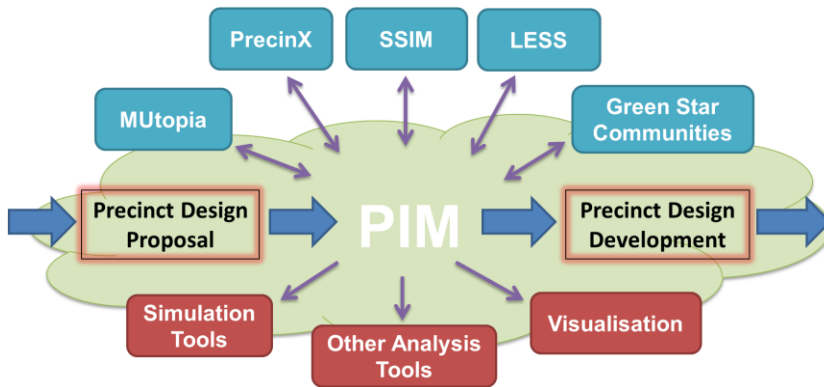 PrecinX
SSIM
LESS
MUtopia
Green Star
Communities
Precinct Design
Proposal
PIM
Precinct Design
Development
Simulation
Tools
Other Analysis
Tools
Visualisation